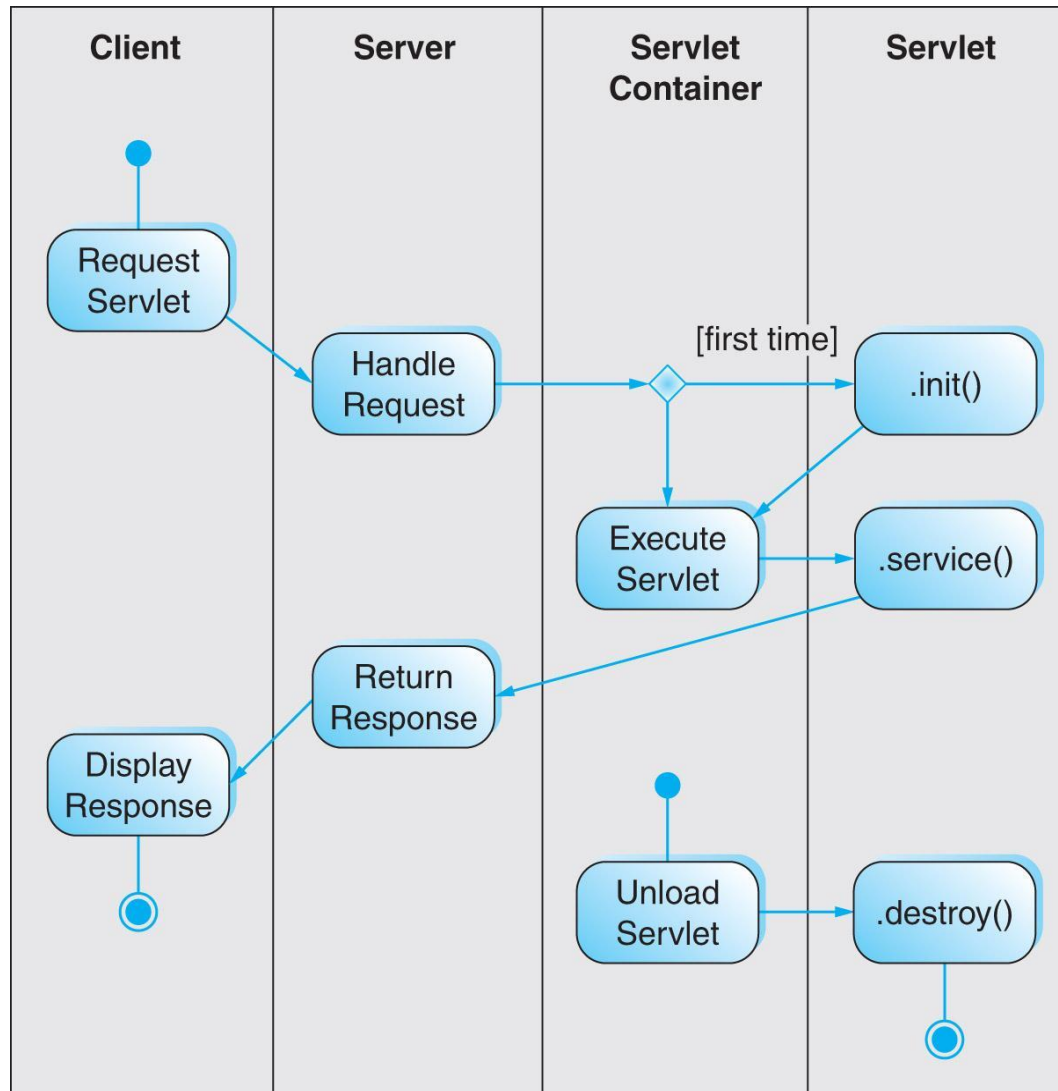 Client
Server
Servlet
Container
Servlet
Request
Servlet
Handle
Request
[first time]
.init()
Execute
Servlet
.service()
Return
Response
Display
Response
Unload
Servlet
.destroy()